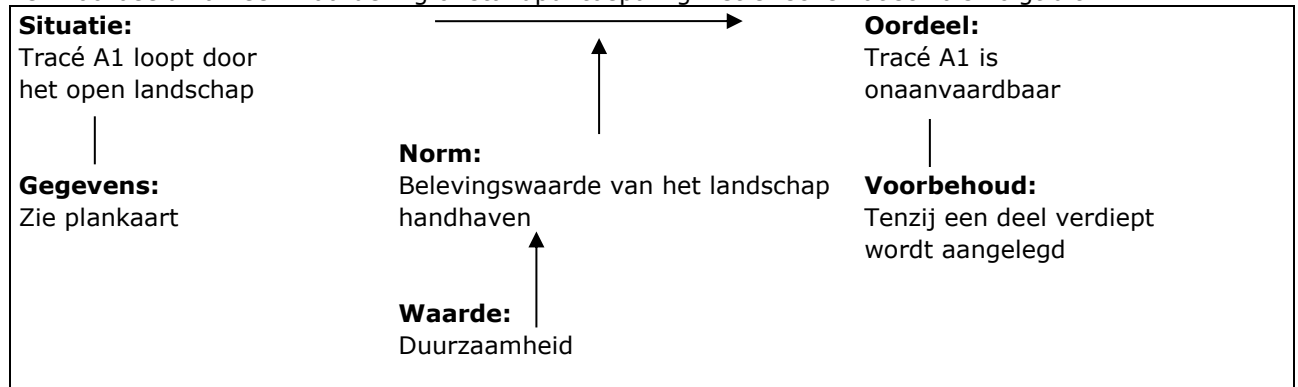 Situatie:
Tracé A1 loopt door
het open landschap
Oordeel:
Tracé A1 is
onaanvaardbaar
Norm:
Belevingswaarde van het landschap
handhaven
Gegevens:
Zie plankaart
Voorbehoud:
Tenzij een deel verdiept
wordt aangelegd
Waarde:
Duurzaamheid